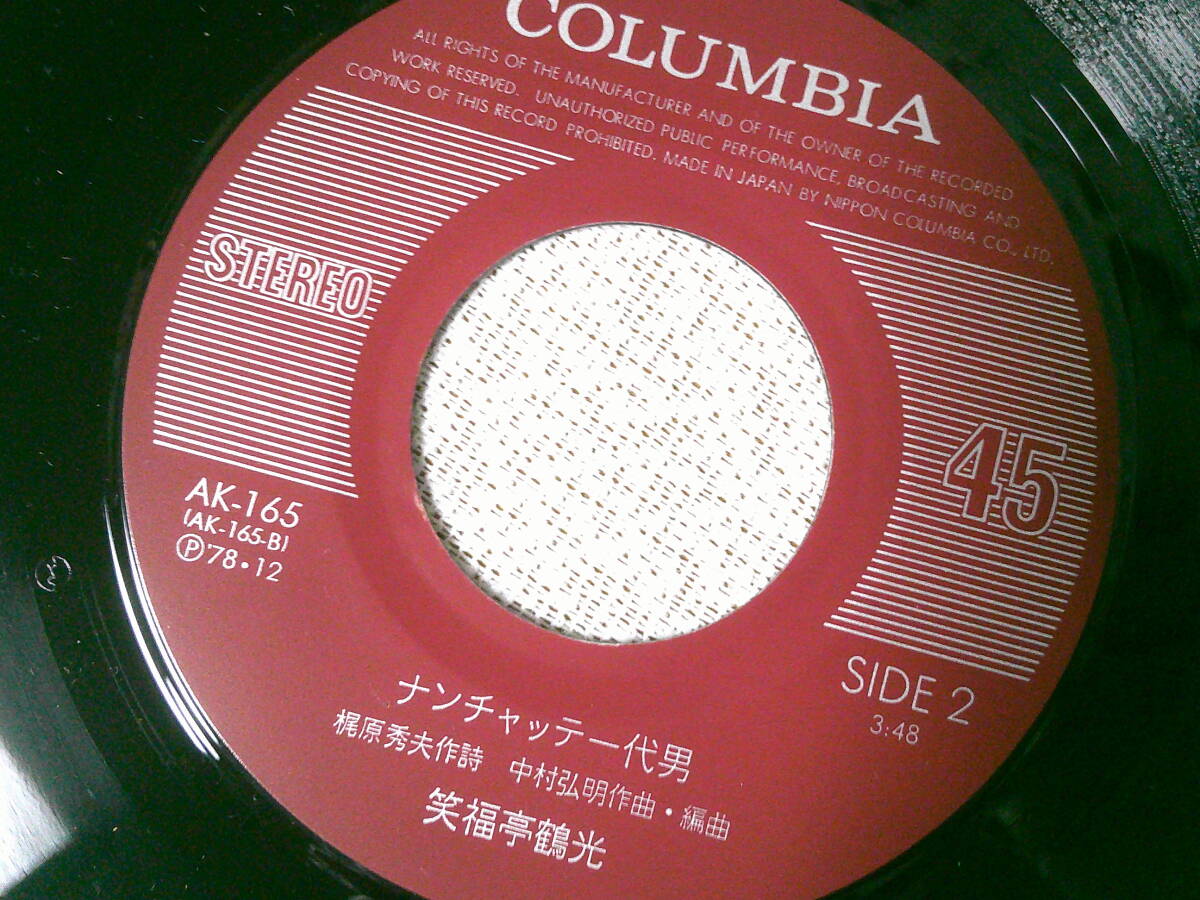 COLUMBIA
ALL RIGHTS OF THE MANUFACTURER AND OF THE OWNER OF THE RECORDED
WORK RESERVED. UNAUTHORIZED PUBLIC PERFORMANCE, BROADCASTING AND
COPYING OF THIS RECORD PROHIBITED. MADE IN JAPAN BY NIPPON COLUMBIA CO., LTD.
STEREO
45
AK-165
(AK-165-B)
Ⓟ'78・12
SIDE 2
3:48
ナンチャッテ一代男
梶原秀夫作詩 中村弘明作曲・編曲
笑福亭鶴光